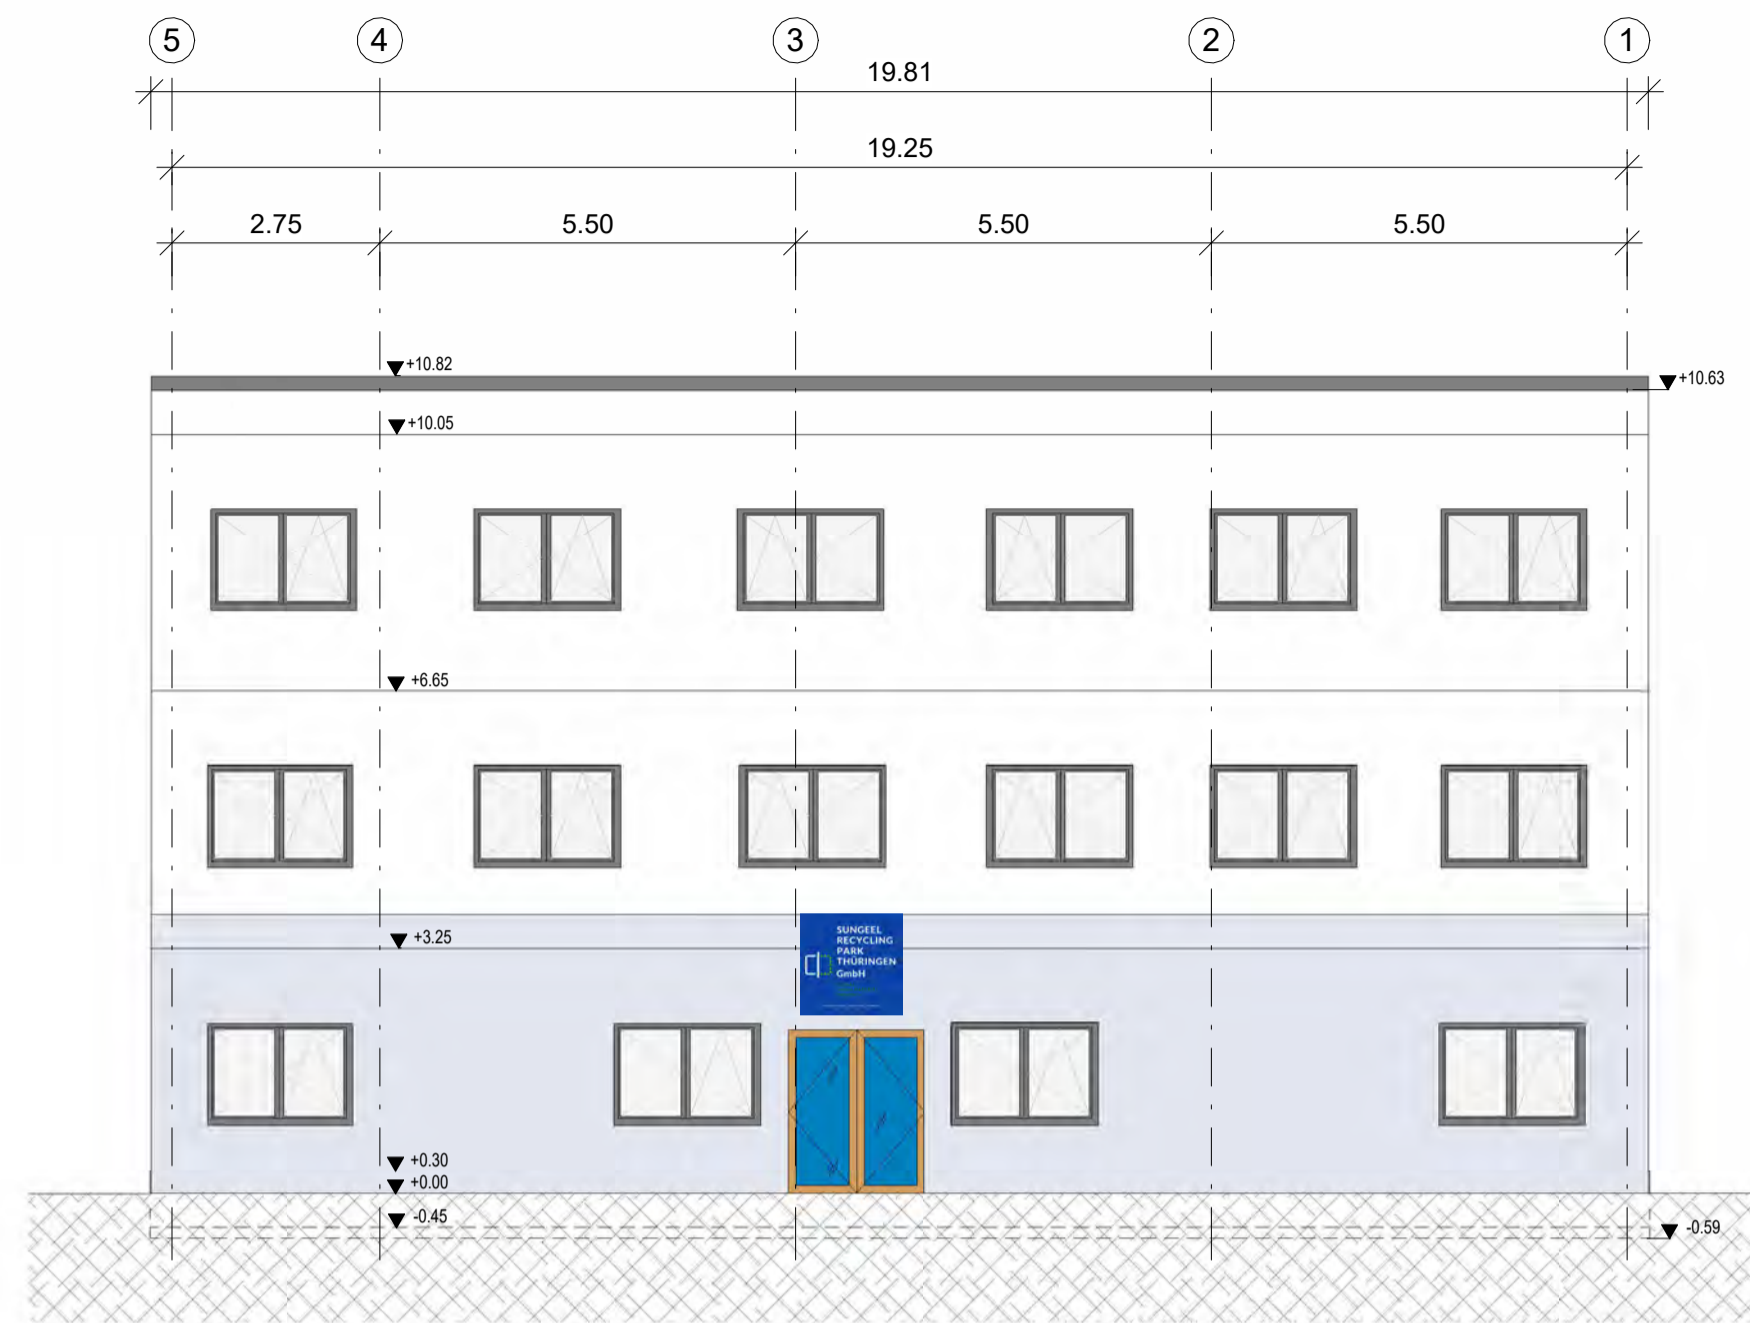 5 4 3 2 1
19.81
19.25
2.75 5.50 5.50 5.50
+10.82
+10.63
+10.05
+6.65
SUNGEEL
RECYCLING
PARK
THÜRINGEN
GmbH
+3.25
+0.30
+0.00
-0.45
-0.59